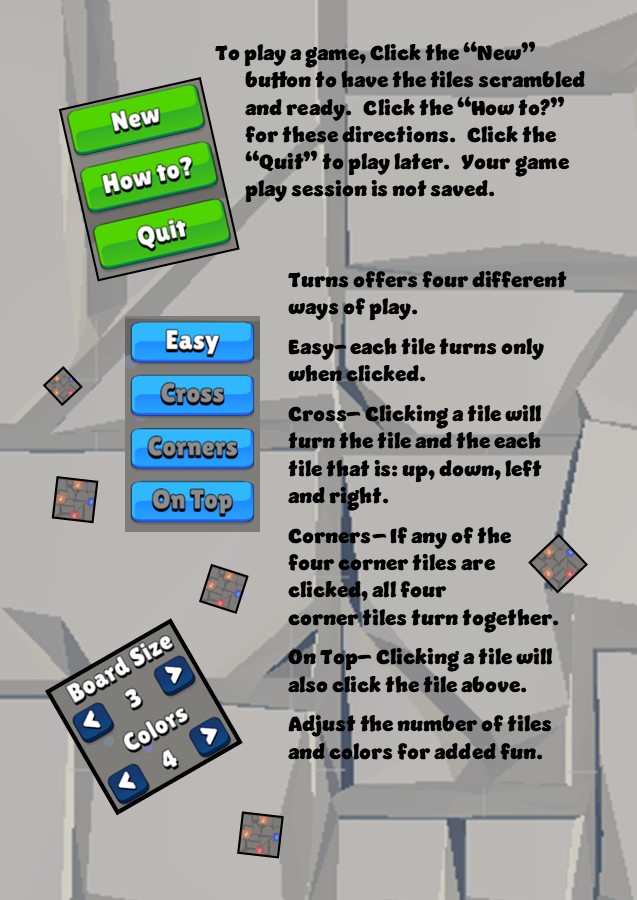 To play a game, Click the “New”
button to have the tiles scrambled
and ready. Click the “How to?”
for these directions. Click the
“Quit” to play later. Your game
play session is not saved.
New
How to?
Quit
Turns offers four different
ways of play.
Easy– each tile turns only
when clicked.
Cross– Clicking a tile will
turn the tile and the each
tile that is: up, down, left
and right.
Corners– If any of the
four corner tiles are
clicked, all four
corner tiles turn together.
On Top– Clicking a tile will
also click the tile above.
Adjust the number of tiles
and colors for added fun.
Easy
Cross
Corners
On Top
Board Size
< 3 >
Colors
< 4 >